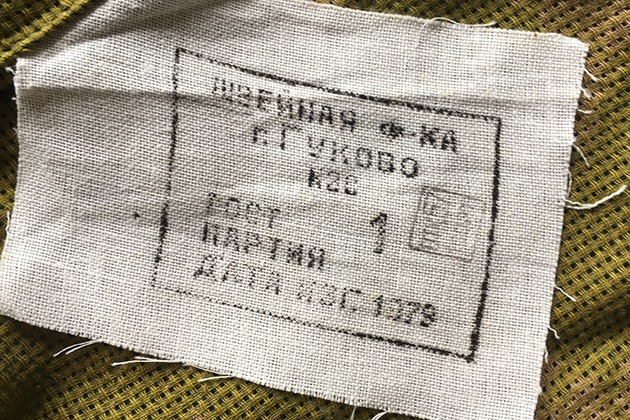 ШВЕЙНАЯ Ф-КА
ГУКОВО
ГОСТ 1
ПАРТИЯ
ДАТА ИЗГ. 1979